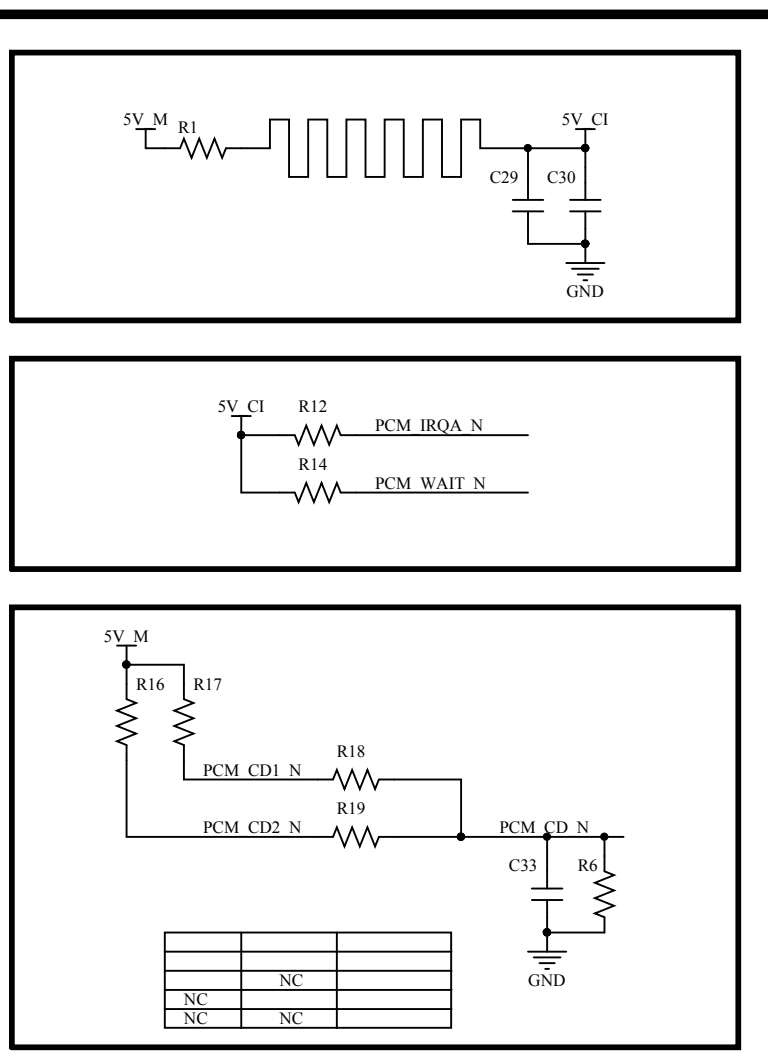 5V_M
R1
5V_CI
C29
C30
GND
5V_CI
R12
PCM_IRQA_N
R14
PCM_WAIT_N
5V_M
R16
R17
R18
PCM_CD1_N
R19
PCM_CD2_N
PCM_CD_N
C33
R6
GND
NC
NC
NC NC